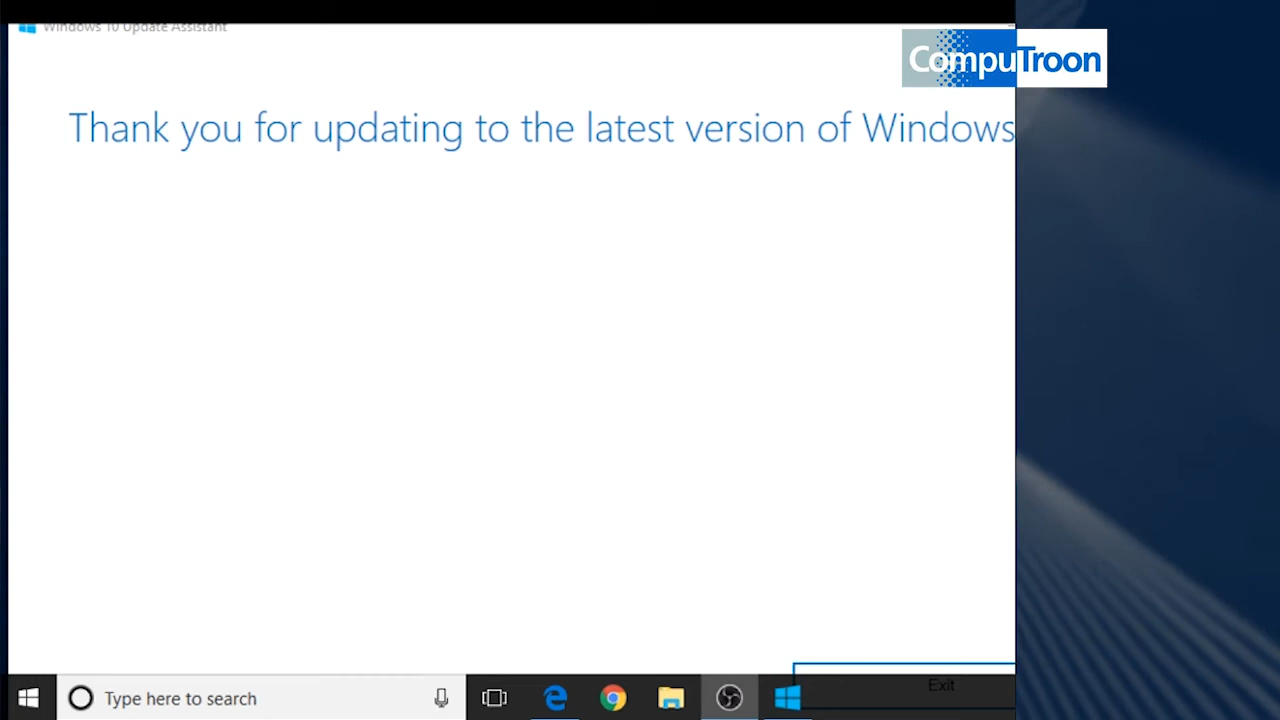 Windows 10 Update Assistant
CompuTroon
Thank you for updating to the latest version of Windows
Exit
Type here to search